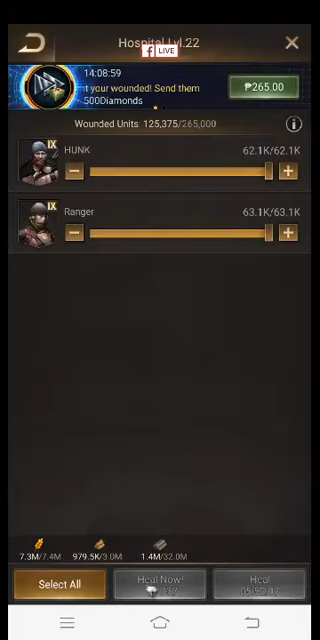 Hospital Lvl.22
LIVE
14:08:59
t your wounded! Send them
500Diamonds
₱265.00
Wounded Units: 125,375/265,000
IX
HUNK
62.1K/62.1K
IX
Ranger
63.1K/63.1K
7.3M/7.4M
979.5K/3.0M
1.4M/32.0M
Select All
Heal Now!
Heal